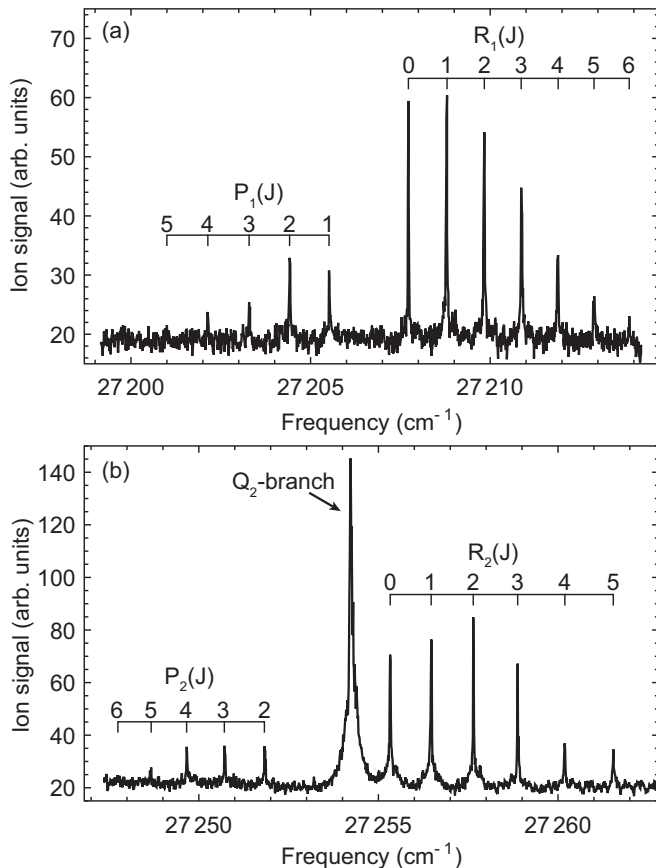 (a)
R₁(J)
0 1 2 3 4 5 6
P₁(J)
5 4 3 2 1
70
60
50
40
30
20
Ion signal (arb. units)
27 200 27 205 27 210
Frequency (cm⁻¹)
(b)
Q₂-branch
R₂(J)
0 1 2 3 4 5
P₂(J)
6 5 4 3 2
140
120
100
80
60
40
20
Ion signal (arb. units)
27 250 27 255 27 260
Frequency (cm⁻¹)